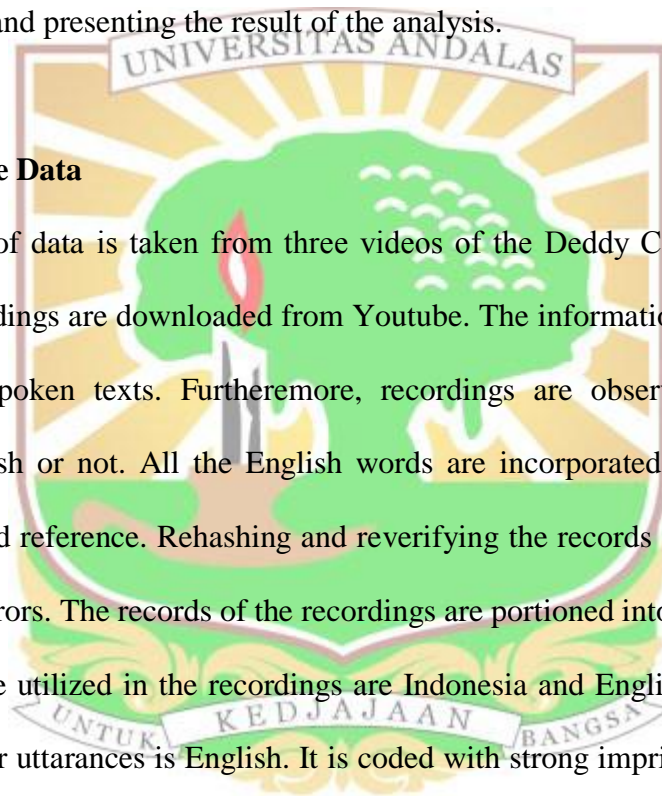 and presenting the result of the analysis.
UNIVERSITAS ANDALAS
e Data
of data is taken from three videos of the Deddy C
dings are downloaded from Youtube. The informatio
poken texts. Furtheremore, recordings are obser
sh or not. All the English words are incorporated
d reference. Rehashing and reverifying the records
rors. The records of the recordings are portioned into
e utilized in the recordings are Indonesia and Engli
UNTUK KEDJAJAAN BANGSA
r uttarances is English. It is coded with strong impri